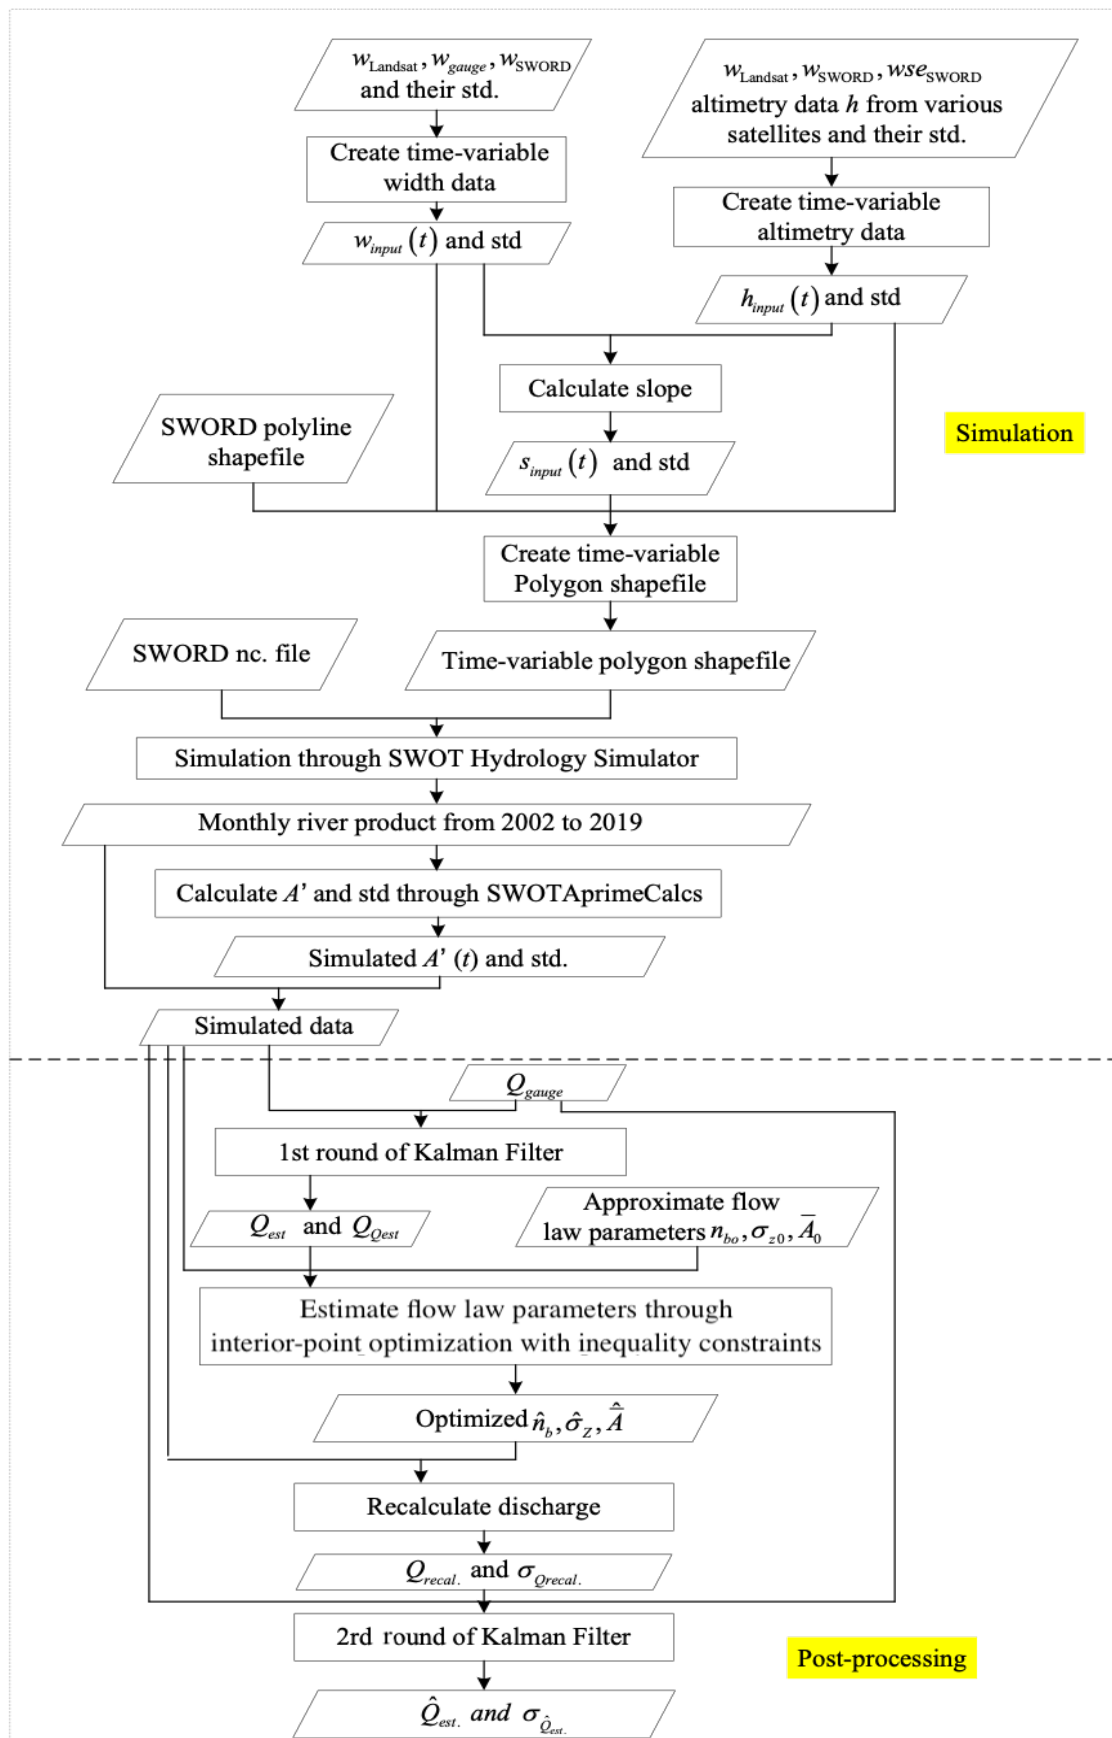 w_Landsat, w_gauge, w_SWORD
and their std.
w_Landsat, w_SWORD, wse_SWORD
altimetry data h from various
satellites and their std.
Create time-variable
width data
Create time-variable
altimetry data
w_input (t) and std
h_input (t) and std
Calculate slope
SWORD polyline
shapefile
Simulation
s_input (t) and std
Create time-variable
Polygon shapefile
SWORD nc. file
Time-variable polygon shapefile
Simulation through SWOT Hydrology Simulator
Monthly river product from 2002 to 2019
Calculate A' and std through SWOTAprimeCalcs
Simulated A' (t) and std.
Simulated data
Q_gauge
1st round of Kalman Filter
Approximate flow
law parameters n_bo, σ_z0, A̅_0
Q_est and Q_Qest
Estimate flow law parameters through
interior-point optimization with inequality constraints
Optimized n̂_b, σ̂_Z, A̅̂
Recalculate discharge
Q_recal. and σ_Qrecal.
2rd round of Kalman Filter
Post-processing
Q̂_est. and σ_Q̂est.